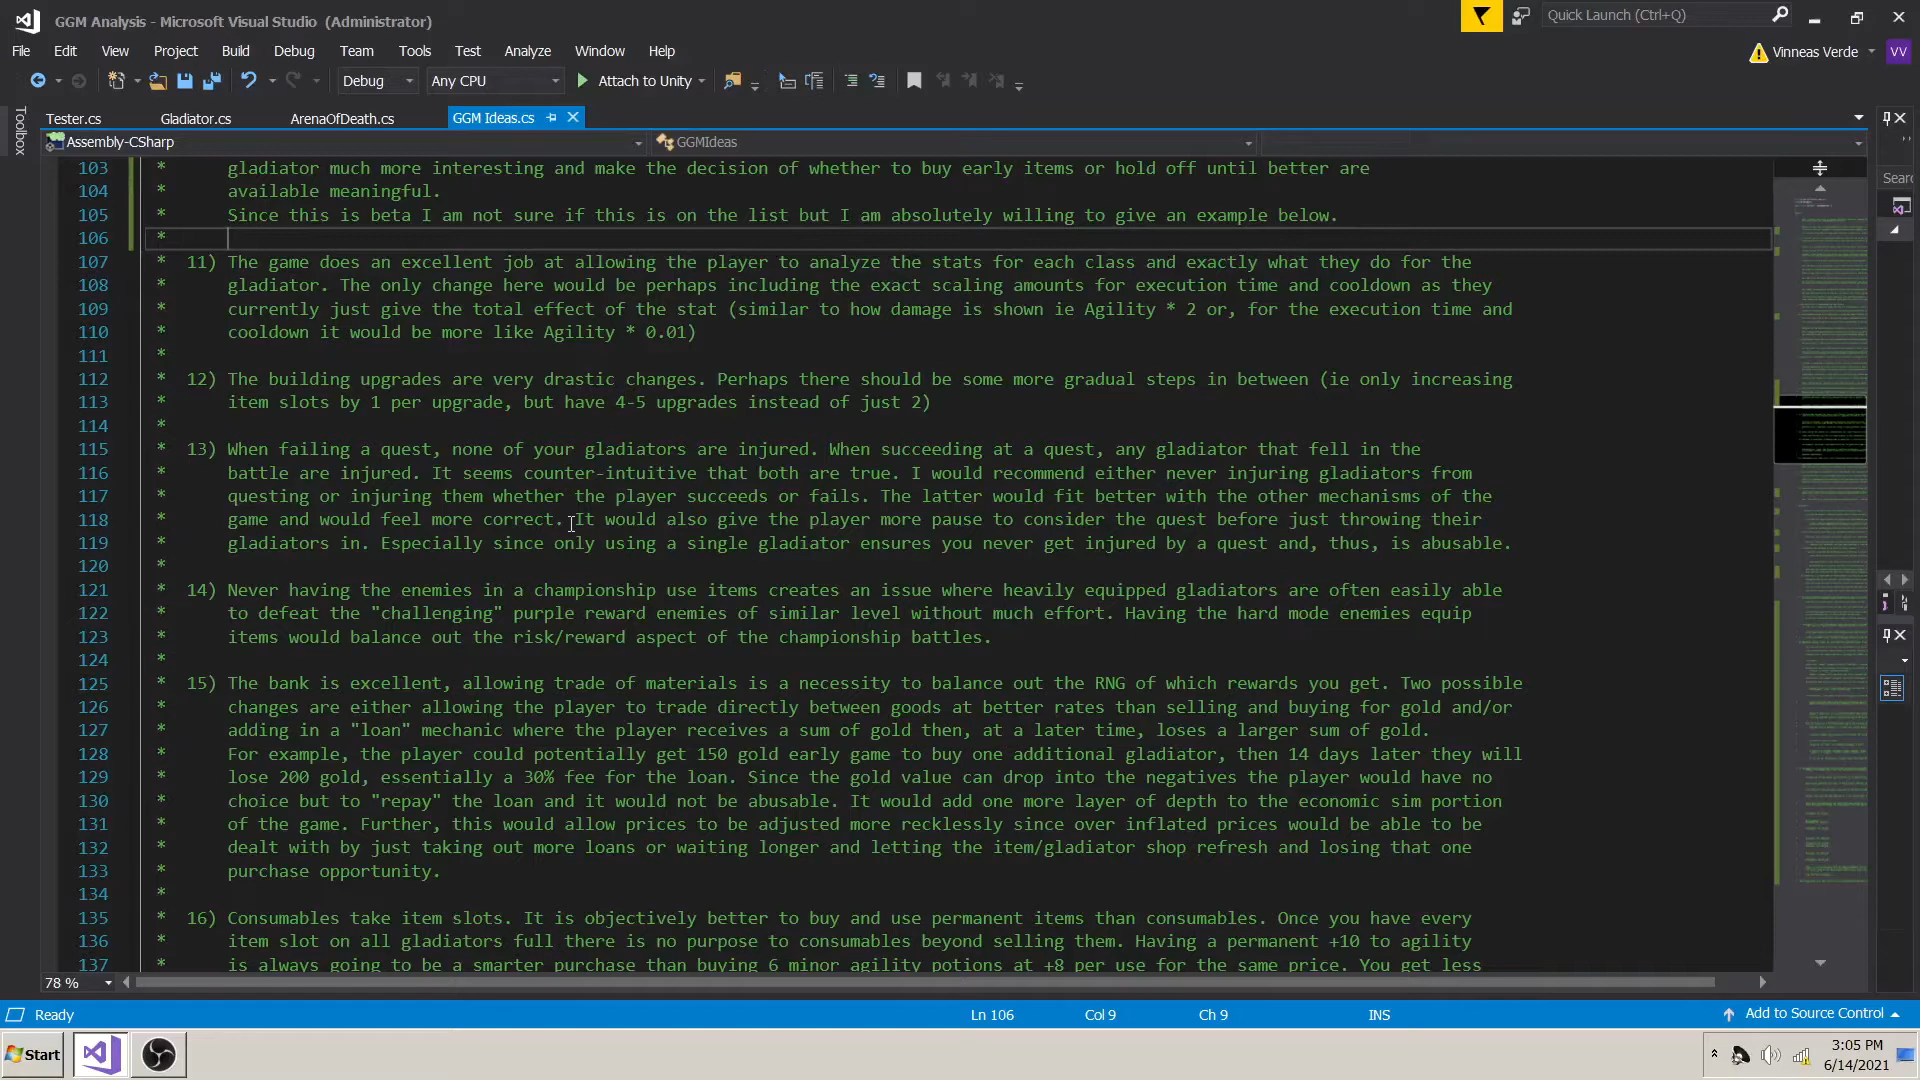 GGM Analysis - Microsoft Visual Studio (Administrator)
Quick Launch (Ctrl+Q)
File Edit View Project Build Debug Team Tools Test Analyze Window Help
Vinneas Verde VV
Debug Any CPU Attach to Unity
Toolbox
Tester.cs Gladiator.cs ArenaOfDeath.cs GGM Ideas.cs
Assembly-CSharp GGMIdeas
Sear
103 * gladiator much more interesting and make the decision of whether to buy early items or hold off until better are
104 * available meaningful.
105 * Since this is beta I am not sure if this is on the list but I am absolutely willing to give an example below.
106 *
107 * 11) The game does an excellent job at allowing the player to analyze the stats for each class and exactly what they do for the
108 * gladiator. The only change here would be perhaps including the exact scaling amounts for execution time and cooldown as they
109 * currently just give the total effect of the stat (similar to how damage is shown ie Agility * 2 or, for the execution time and
110 * cooldown it would be more like Agility * 0.01)
111 *
112 * 12) The building upgrades are very drastic changes. Perhaps there should be some more gradual steps in between (ie only increasing
113 * item slots by 1 per upgrade, but have 4-5 upgrades instead of just 2)
114 *
115 * 13) When failing a quest, none of your gladiators are injured. When succeeding at a quest, any gladiator that fell in the
116 * battle are injured. It seems counter-intuitive that both are true. I would recommend either never injuring gladiators from
117 * questing or injuring them whether the player succeeds or fails. The latter would fit better with the other mechanisms of the
118 * game and would feel more correct. It would also give the player more pause to consider the quest before just throwing their
119 * gladiators in. Especially since only using a single gladiator ensures you never get injured by a quest and, thus, is abusable.
120 *
121 * 14) Never having the enemies in a championship use items creates an issue where heavily equipped gladiators are often easily able
122 * to defeat the "challenging" purple reward enemies of similar level without much effort. Having the hard mode enemies equip
123 * items would balance out the risk/reward aspect of the championship battles.
124 *
125 * 15) The bank is excellent, allowing trade of materials is a necessity to balance out the RNG of which rewards you get. Two possible
126 * changes are either allowing the player to trade directly between goods at better rates than selling and buying for gold and/or
127 * adding in a "loan" mechanic where the player receives a sum of gold then, at a later time, loses a larger sum of gold.
128 * For example, the player could potentially get 150 gold early game to buy one additional gladiator, then 14 days later they will
129 * lose 200 gold, essentially a 30% fee for the loan. Since the gold value can drop into the negatives the player would have no
130 * choice but to "repay" the loan and it would not be abusable. It would add one more layer of depth to the economic sim portion
131 * of the game. Further, this would allow prices to be adjusted more recklessly since over inflated prices would be able to be
132 * dealt with by just taking out more loans or waiting longer and letting the item/gladiator shop refresh and losing that one
133 * purchase opportunity.
134 *
135 * 16) Consumables take item slots. It is objectively better to buy and use permanent items than consumables. Once you have every
136 * item slot on all gladiators full there is no purpose to consumables beyond selling them. Having a permanent +10 to agility
137 * is always going to be a smarter purchase than buying 6 minor agility potions at +8 per use for the same price. You get less
78 %
Ready Ln 106 Col 9 Ch 9 INS Add to Source Control
Start 3:05 PM
6/14/2021